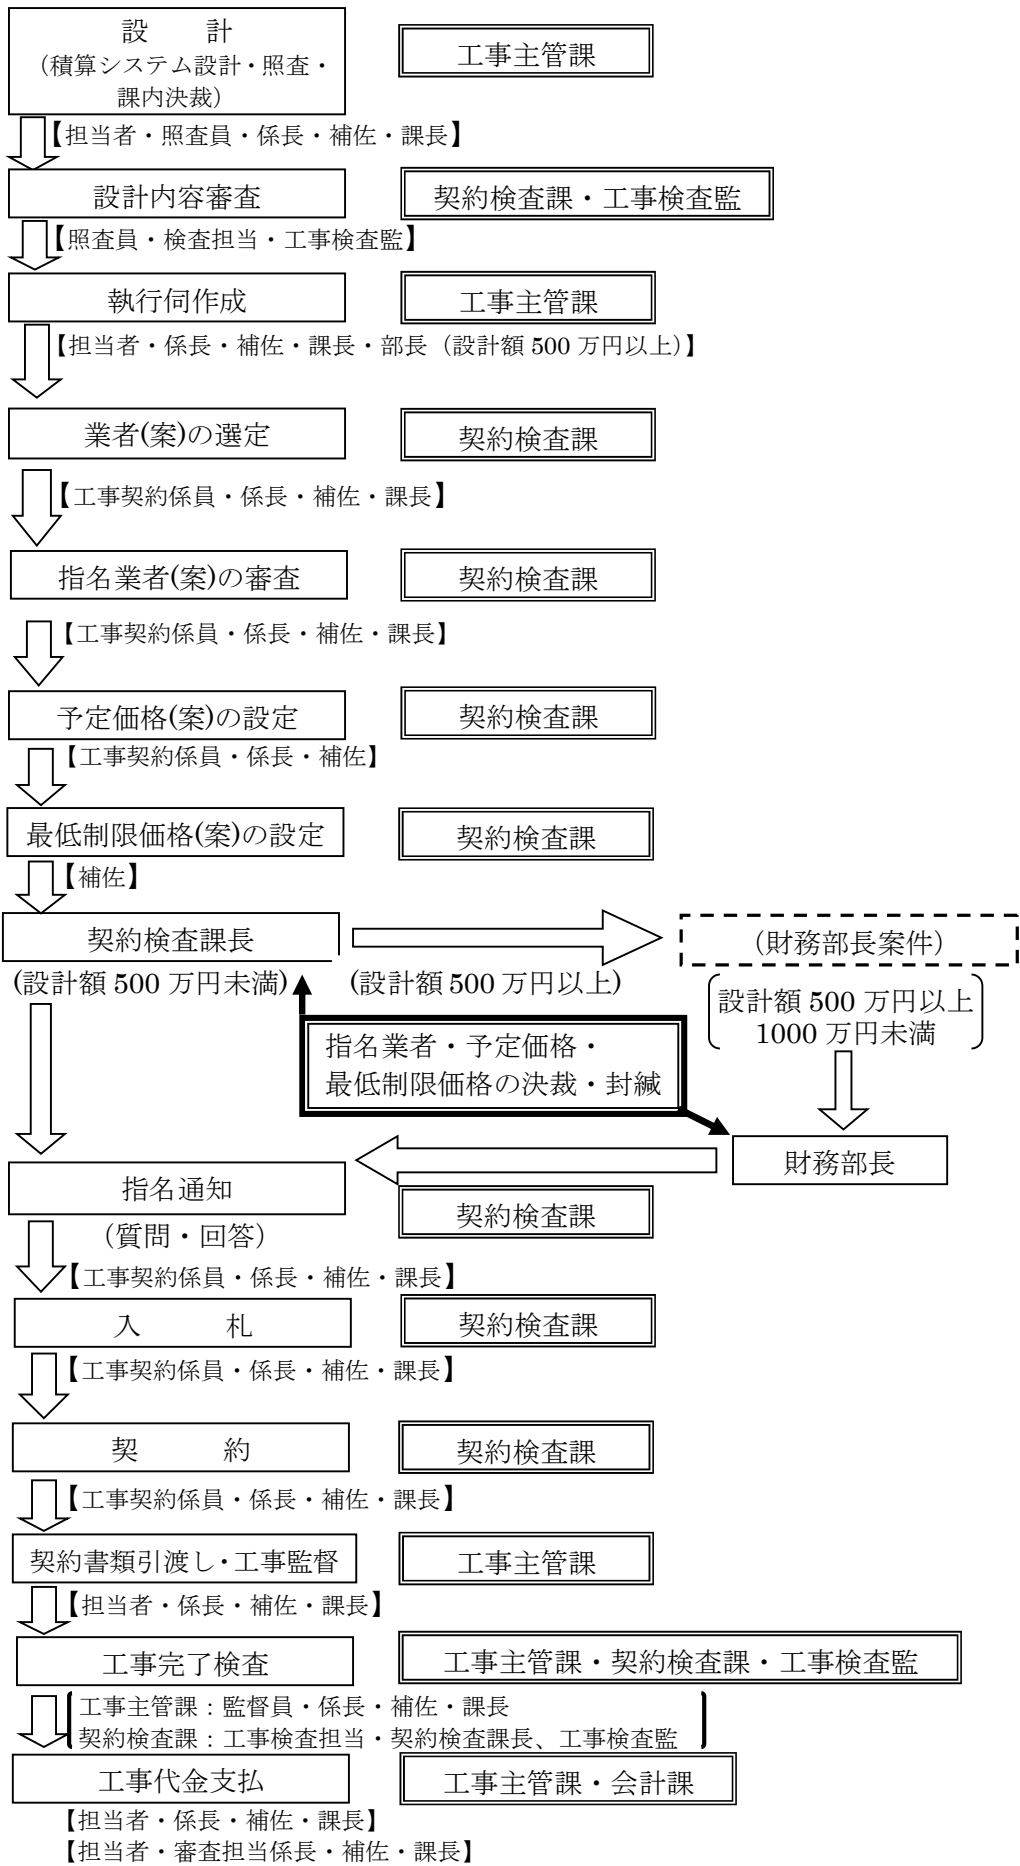 設　　計
（積算システム設計・照査・
課内決裁）
工事主管課
【担当者・照査員・係長・補佐・課長】
設計内容審査
契約検査課・工事検査監
【照査員・検査担当・工事検査監】
執行伺作成
工事主管課
【担当者・係長・補佐・課長・部長（設計額 500 万円以上）】
業者(案)の選定
契約検査課
【工事契約係員・係長・補佐・課長】
指名業者(案)の審査
契約検査課
【工事契約係員・係長・補佐・課長】
予定価格(案)の設定
契約検査課
【工事契約係員・係長・補佐】
最低制限価格(案)の設定
契約検査課
【補佐】
契約検査課長
（財務部長案件）
(設計額 500 万円未満)
(設計額 500 万円以上)
設計額 500 万円以上
1000 万円未満
指名業者・予定価格・
最低制限価格の決裁・封緘
財務部長
指名通知
契約検査課
（質問・回答）
【工事契約係員・係長・補佐・課長】
入　　　札
契約検査課
【工事契約係員・係長・補佐・課長】
契　　　約
契約検査課
【工事契約係員・係長・補佐・課長】
契約書類引渡し・工事監督
工事主管課
【担当者・係長・補佐・課長】
工事完了検査
工事主管課・契約検査課・工事検査監
工事主管課：監督員・係長・補佐・課長
契約検査課：工事検査担当・契約検査課長、工事検査監
工事代金支払
工事主管課・会計課
【担当者・係長・補佐・課長】
【担当者・審査担当係長・補佐・課長】